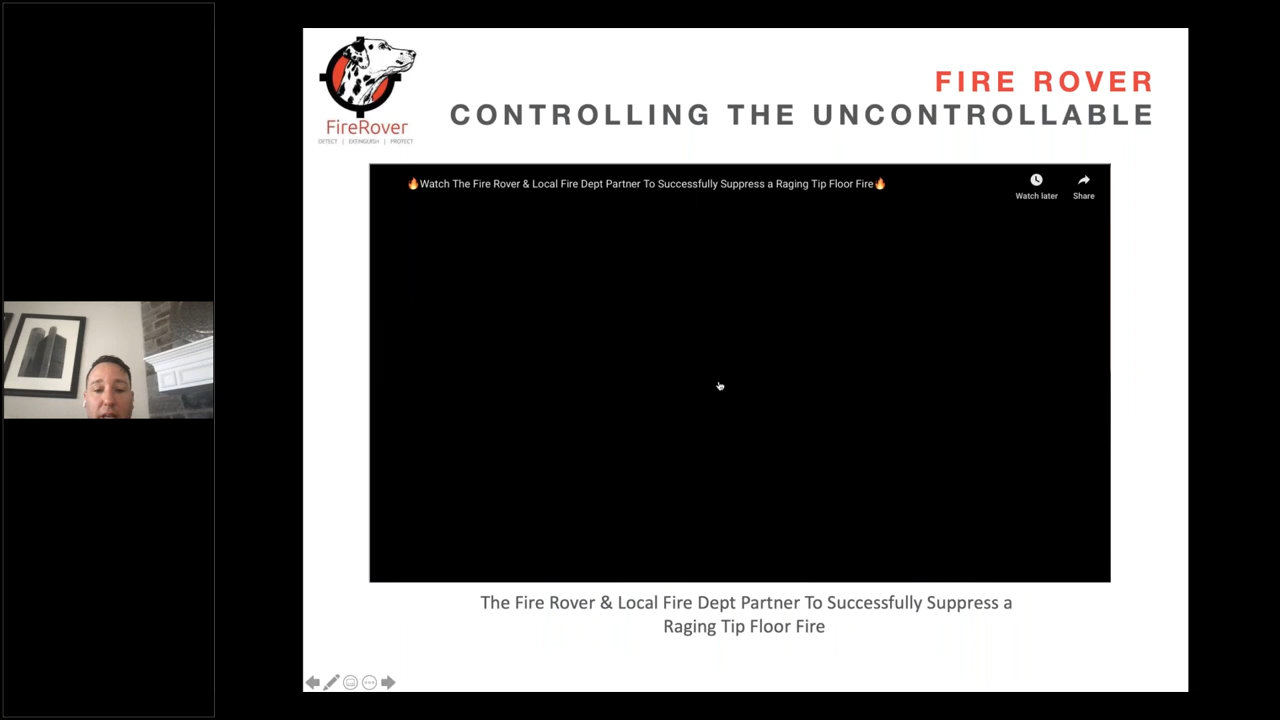 FireRover
DETECT | EXTINGUISH | PROTECT
FIRE ROVER
CONTROLLING THE UNCONTROLLABLE
🔥Watch The Fire Rover & Local Fire Dept Partner To Successfully Suppress a Raging Tip Floor Fire🔥
Watch later
Share
The Fire Rover & Local Fire Dept Partner To Successfully Suppress a
Raging Tip Floor Fire